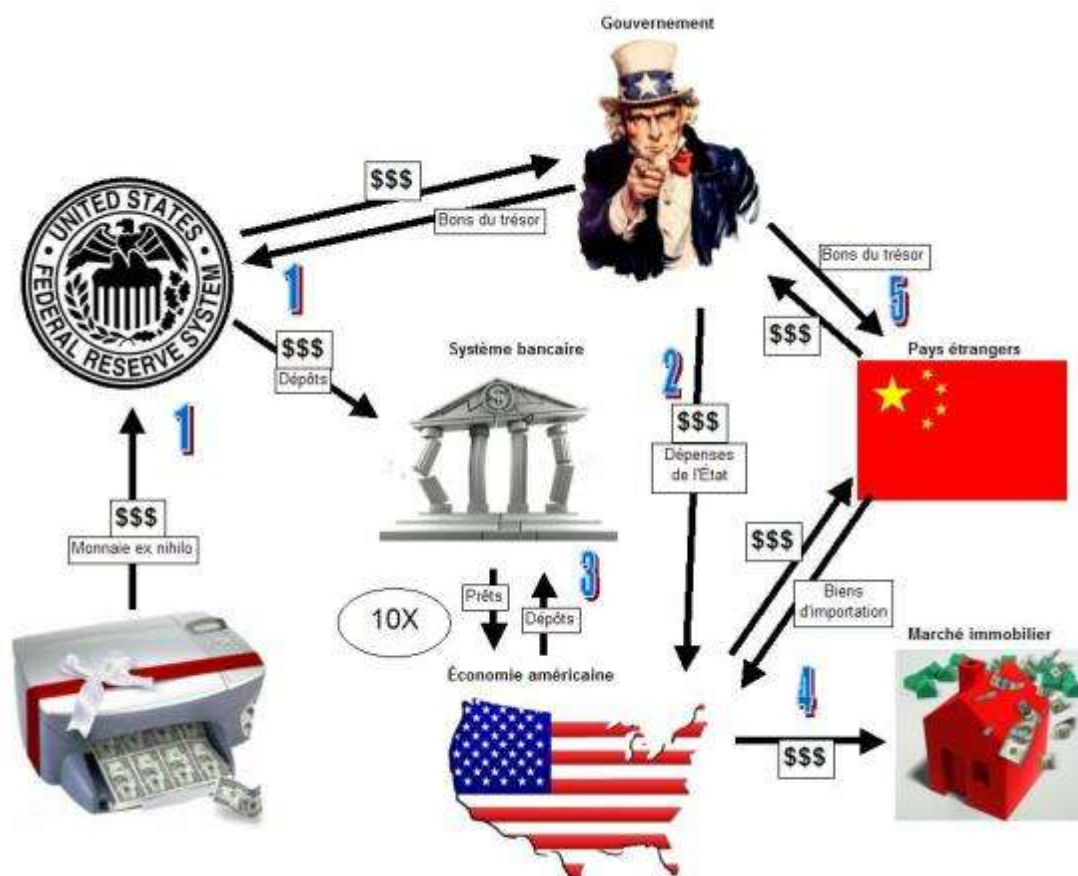 Gouvernement
$$$
Bons du trésor
UNITED STATES
FEDERAL RESERVE SYSTEM
1
$$$
Dépôts
Bons du trésor
5
$$$
Pays étrangers
Système bancaire
$
2
$$$
Dépenses
de l'État
1
$$$
Monnaie ex nihilo
$$$
Biens
d'importation
3
Prêts
Dépôts
10X
Économie américaine
Marché immobilier
4
$$$